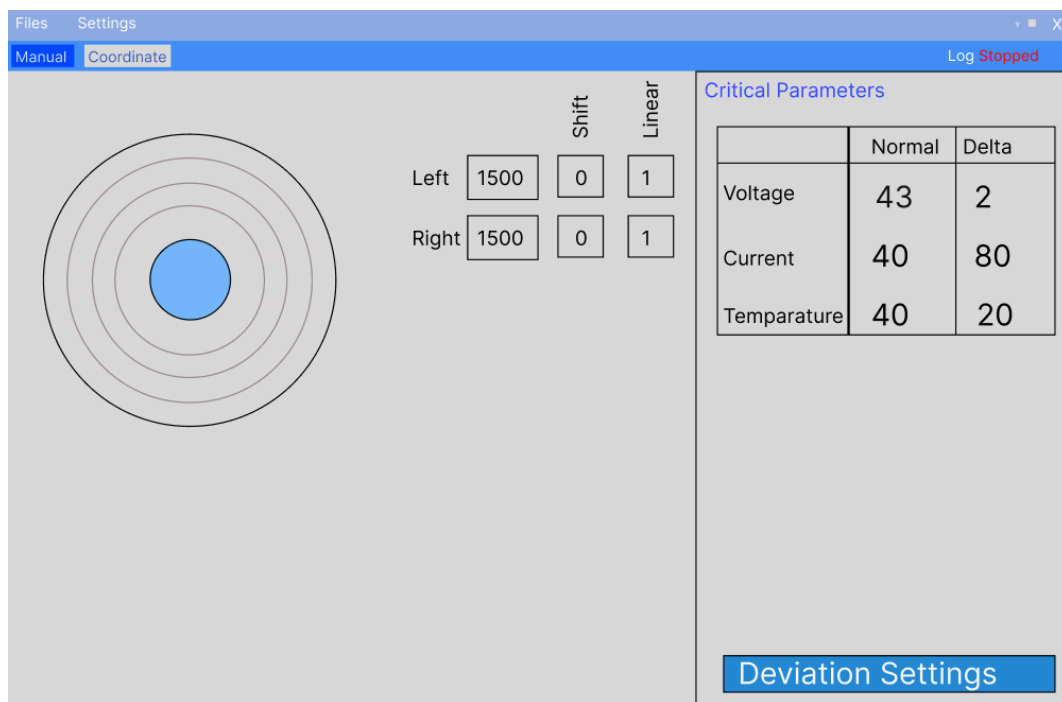 Files Settings X
Manual Coordinate Log Stopped
Critical Parameters
Shift Linear
Left 1500 0 1
Right 1500 0 1
Normal Delta
Voltage 43 2
Current 40 80
Temparature 40 20
Deviation Settings